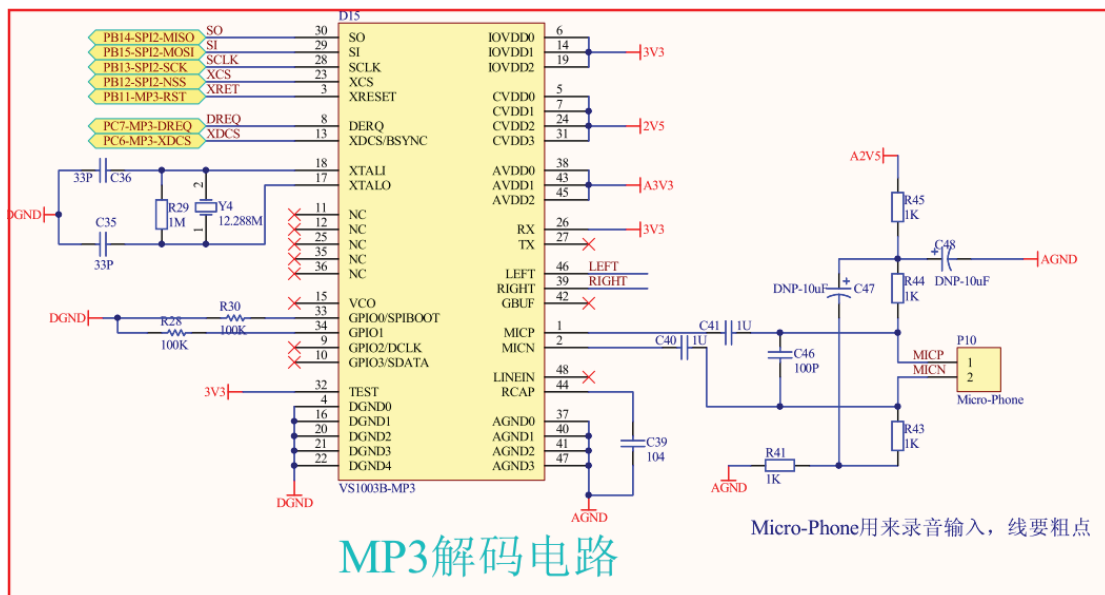 D15
PB14-SPI2-MISO SO 30 SO
PB15-SPI2-MOSI SI 29 SI
PB13-SPI2-SCK SCLK 28 SCLK
PB12-SPI2-NSS XCS 23 XCS
PB11-MP3-RST XRET 3 XRESET
PC7-MP3-DREQ DREQ 8 DERQ
PC6-MP3-XDCS XDCS 13 XDCS/BSYNC
18 XTALI
17 XTALO
33P C36
DGND
R29
1M
2
1
Y4
12.288M
C35
33P
11 NC
12 NC
25 NC
35 NC
36 NC
15 VCO
DGND R30 100K 33 GPIO0/SPIBOOT
R28 100K 34 GPIO1
9 GPIO2/DCLK
10 GPIO3/SDATA
3V3 32 TEST
4 DGND0
16 DGND1
20 DGND2
21 DGND3
22 DGND4
DGND
VS1003B-MP3
IOVDD0 6
IOVDD1 14 3V3
IOVDD2 19
CVDD0 5
CVDD1 7
CVDD2 24 2V5
CVDD3 31
AVDD0 38
AVDD1 43 A3V3
AVDD2 45
RX 26 3V3
TX 27
LEFT 46 LEFT
RIGHT 39 RIGHT
GBUF 42
MICP 1 C41 1U
MICN 2 C40 1U
LINEIN 48
RCAP 44
AGND0 37
AGND1 40
AGND2 41
AGND3 47
C39
104
AGND
A2V5
R45
1K
C48
DNP-10uF
AGND
R44
1K
DNP-10uF C47
C46
100P
P10
MICP 1
MICN 2
Micro-Phone
R43
1K
R41
1K
AGND
Micro-Phone用来录音输入，线要粗点
MP3解码电路